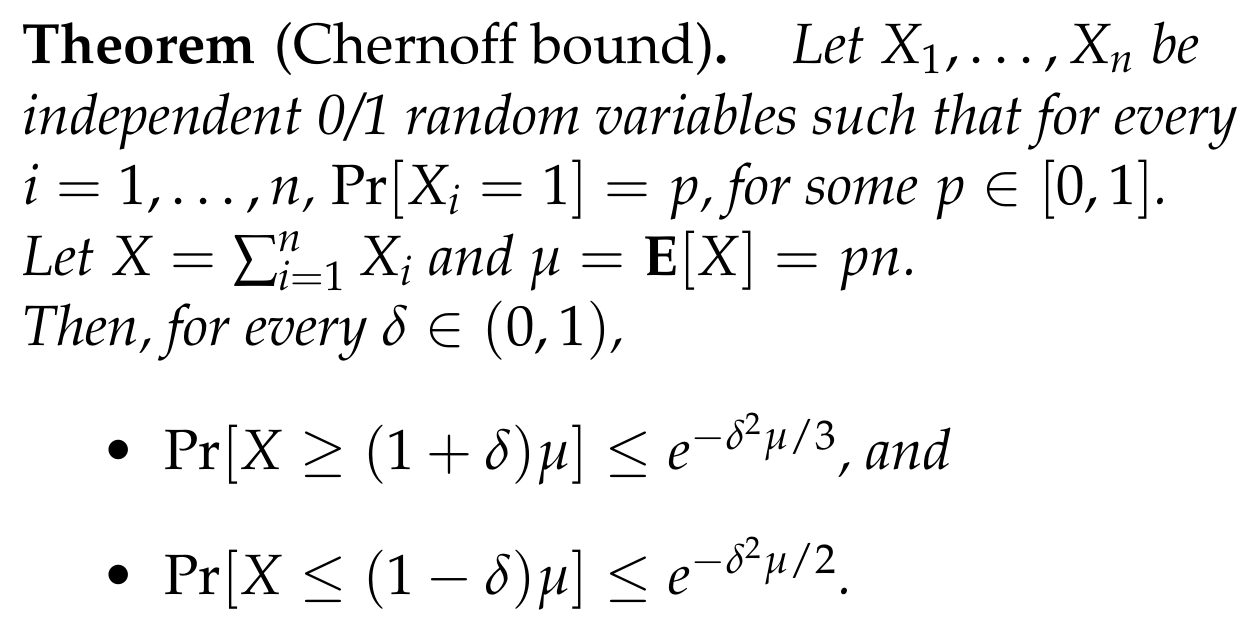 Theorem (Chernoff bound). Let X₁, . . . , Xₙ be
independent 0/1 random variables such that for every
i = 1, . . . , n, Pr[Xᵢ = 1] = p, for some p ∈ [0, 1].
Let X = ∑ⁿᵢ₌₁ Xᵢ and μ = E[X] = pn.
Then, for every δ ∈ (0, 1),
• Pr[X ≥ (1 + δ)μ] ≤ e^{−δ²μ/3}, and
• Pr[X ≤ (1 − δ)μ] ≤ e^{−δ²μ/2}.